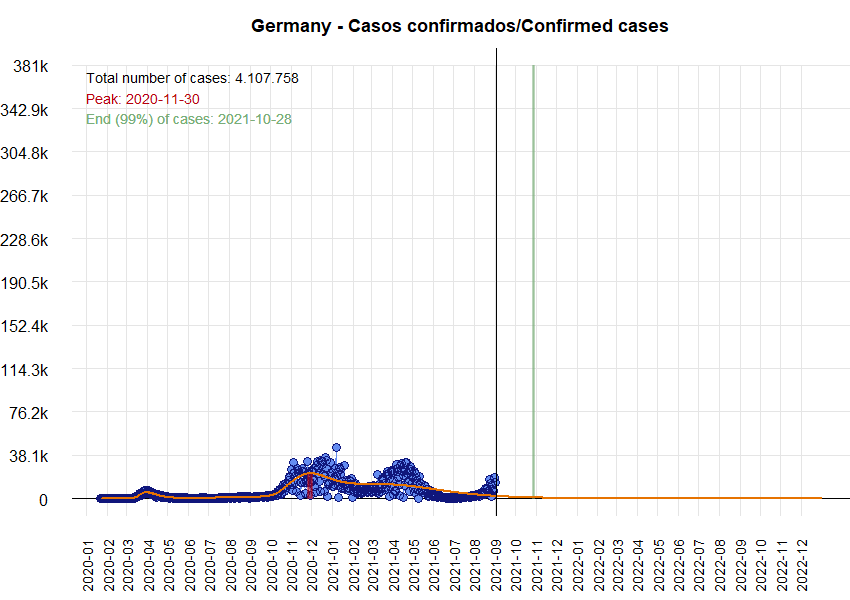 Germany - Casos confirmados/Confirmed cases
Total number of cases: 4.107.758
Peak: 2020-11-30
End (99%) of cases: 2021-10-28
381k
342.9k
304.8k
266.7k
228.6k
190.5k
152.4k
114.3k
76.2k
38.1k
0
2020-01
2020-02
2020-03
2020-04
2020-05
2020-06
2020-07
2020-08
2020-09
2020-10
2020-11
2020-12
2021-01
2021-02
2021-03
2021-04
2021-05
2021-06
2021-07
2021-08
2021-09
2021-10
2021-11
2021-12
2022-01
2022-02
2022-03
2022-04
2022-05
2022-06
2022-07
2022-08
2022-09
2022-10
2022-11
2022-12